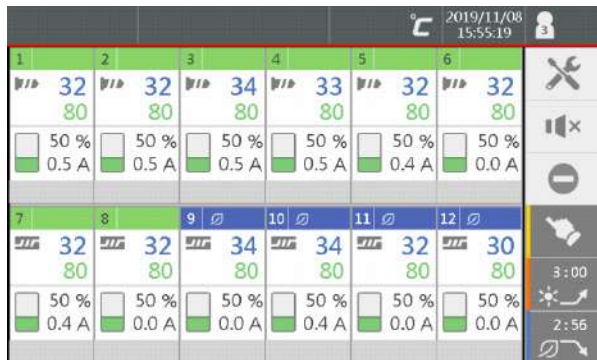 °C 2019/11/08
15:55:19
3
1 2 3 4 5 6
32 32 34 33 32 32
80 80 80 80 80 80
50 % 50 % 50 % 50 % 50 % 50 %
0.5 A 0.5 A 0.5 A 0.5 A 0.4 A 0.0 A
7 8 9 10 11 12
32 32 34 34 32 30
80 80 80 80 80 80
50 % 50 % 50 % 50 % 50 % 50 %
0.4 A 0.0 A 0.0 A 0.4 A 0.0 A 0.0 A
3:00
2:56